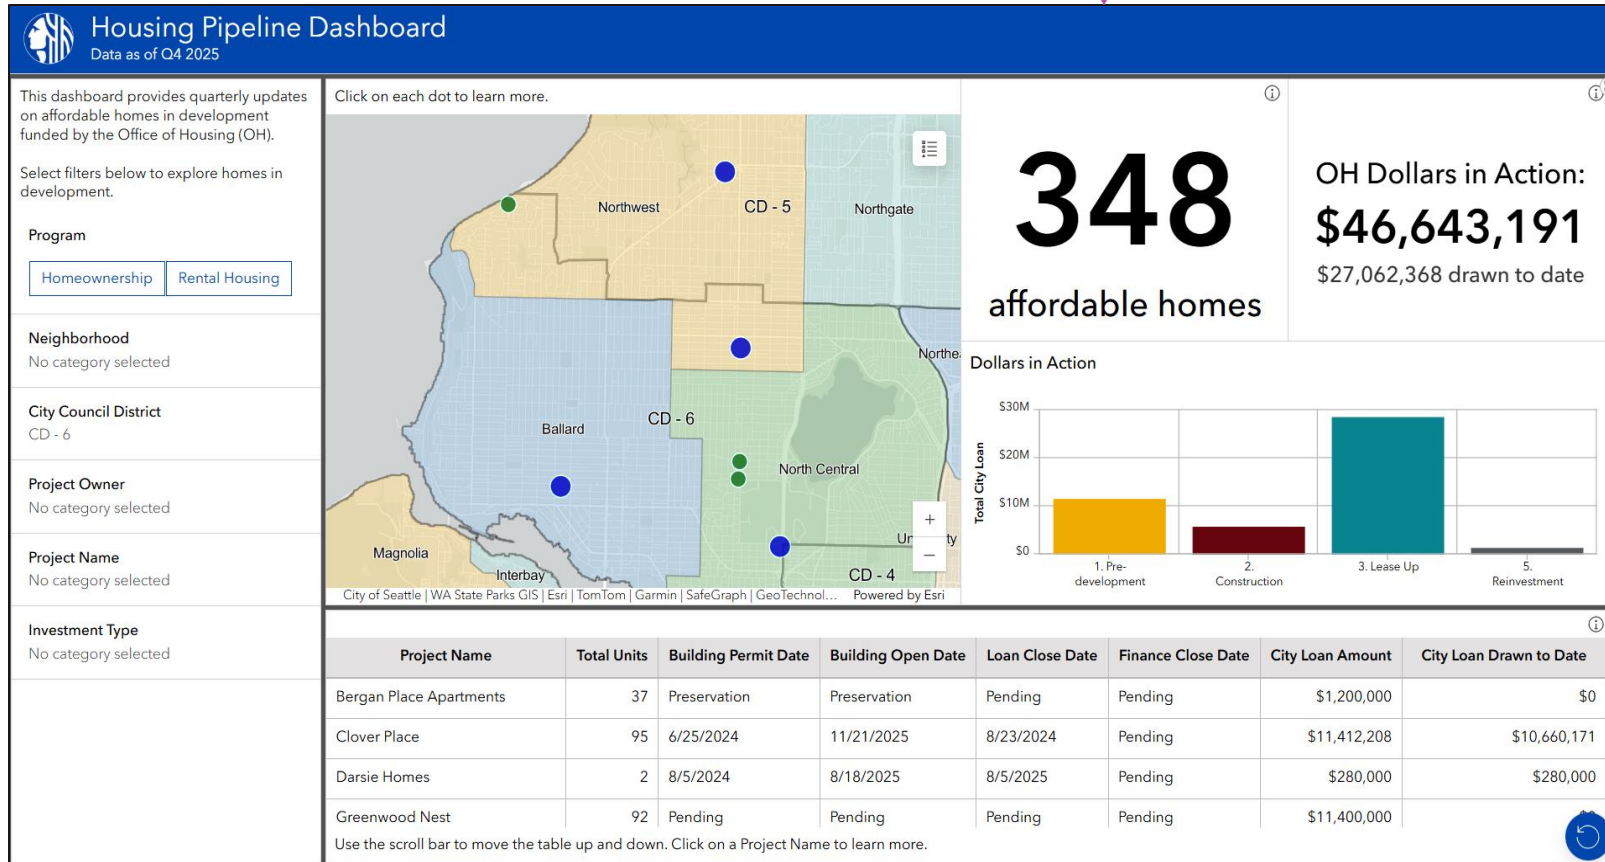 Housing Pipeline Dashboard
Data as of Q4 2025
This dashboard provides quarterly updates
on affordable homes in development
funded by the Office of Housing (OH).
Select filters below to explore homes in
development.
Program
Homeownership Rental Housing
Neighborhood
No category selected
City Council District
CD - 6
Project Owner
No category selected
Project Name
No category selected
Investment Type
No category selected
Click on each dot to learn more.
Northwest
CD - 5
Northgate
Northe
CD - 6
Ballard
North Central
Magnolia
Interbay
CD - 4
+
−
City of Seattle | WA State Parks GIS | Esri | TomTom | Garmin | SafeGraph | GeoTechnol... Powered by Esri
348
affordable homes
OH Dollars in Action:
$46,643,191
$27,062,368 drawn to date
Dollars in Action
Total City Loan
$30M
$20M
$10M
$0
1. Pre-
development
2.
Construction
3. Lease Up
5.
Reinvestment
Project Name Total Units Building Permit Date Building Open Date Loan Close Date Finance Close Date City Loan Amount City Loan Drawn to Date
Bergan Place Apartments 37 Preservation Preservation Pending Pending $1,200,000 $0
Clover Place 95 6/25/2024 11/21/2025 8/23/2024 Pending $11,412,208 $10,660,171
Darsie Homes 2 8/5/2024 8/18/2025 8/5/2025 Pending $280,000 $280,000
Greenwood Nest 92 Pending Pending Pending Pending $11,400,000
Use the scroll bar to move the table up and down. Click on a Project Name to learn more.